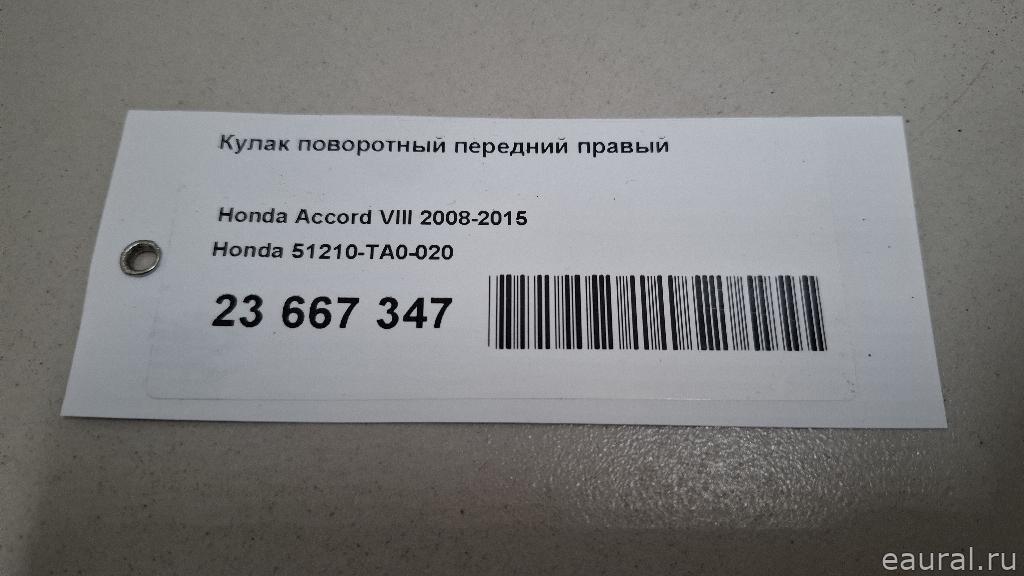 Кулак поворотный передний правый
Honda Accord VIII 2008-2015
Honda 51210-TA0-020
23 667 347
eaural.ru